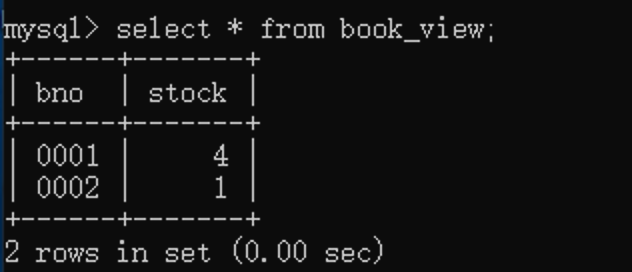 mysql> select * from book_view;
+------+-------+
| bno  | stock |
+------+-------+
| 0001 |     4 |
| 0002 |     1 |
+------+-------+
2 rows in set (0.00 sec)